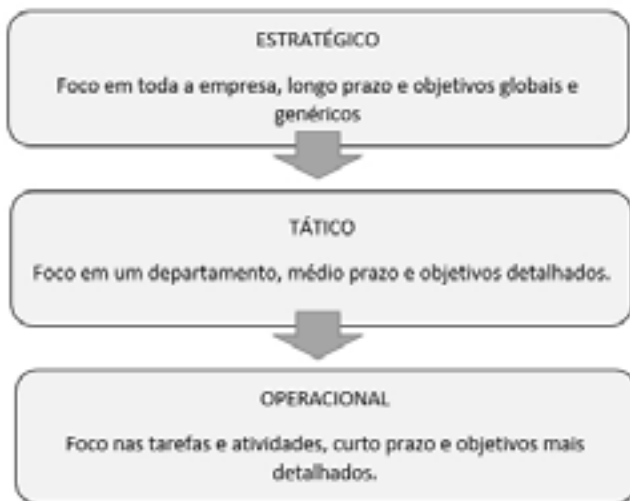 ESTRATÉGICO
Foco em toda a empresa, longo prazo e objetivos globais e
genéricos
TÁTICO
Foco em um departamento, médio prazo e objetivos detalhados.
OPERACIONAL
Foco nas tarefas e atividades, curto prazo e objetivos mais
detalhados.